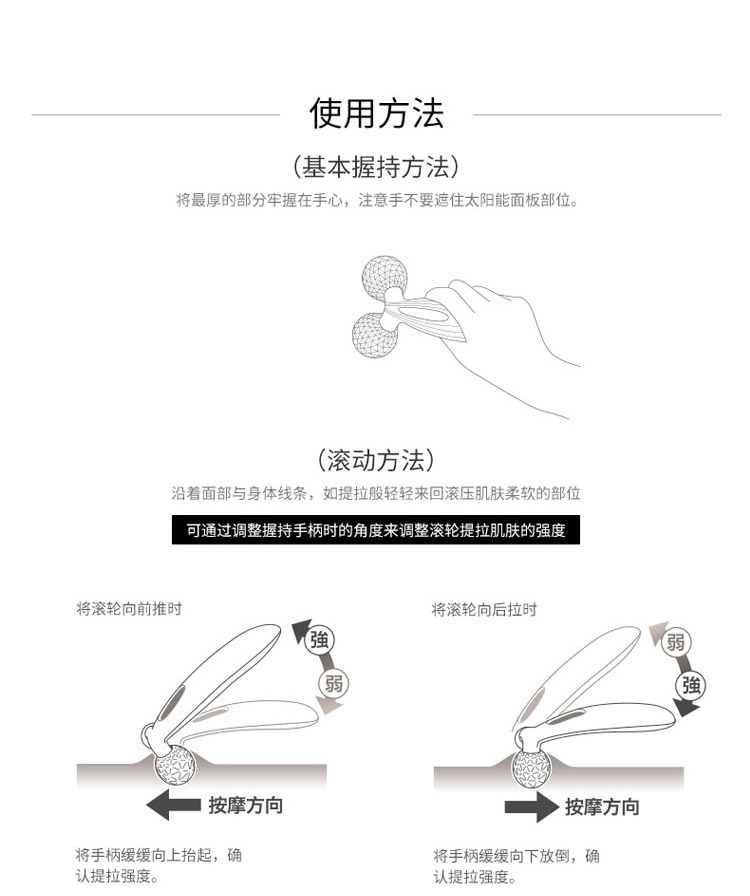 使用方法
（基本握持方法）
将最厚的部分牢握在手心，注意手不要遮住太阳能面板部位。
（滚动方法）
沿着面部与身体线条，如提拉般轻轻来回滚压肌肤柔软的部位
可通过调整握持手柄时的角度来调整滚轮提拉肌肤的强度
将滚轮向前推时
強
弱
按摩方向
将手柄缓缓向上抬起，确
认提拉强度。
将滚轮向后拉时
弱
強
按摩方向
将手柄缓缓向下放倒，确
认提拉强度。